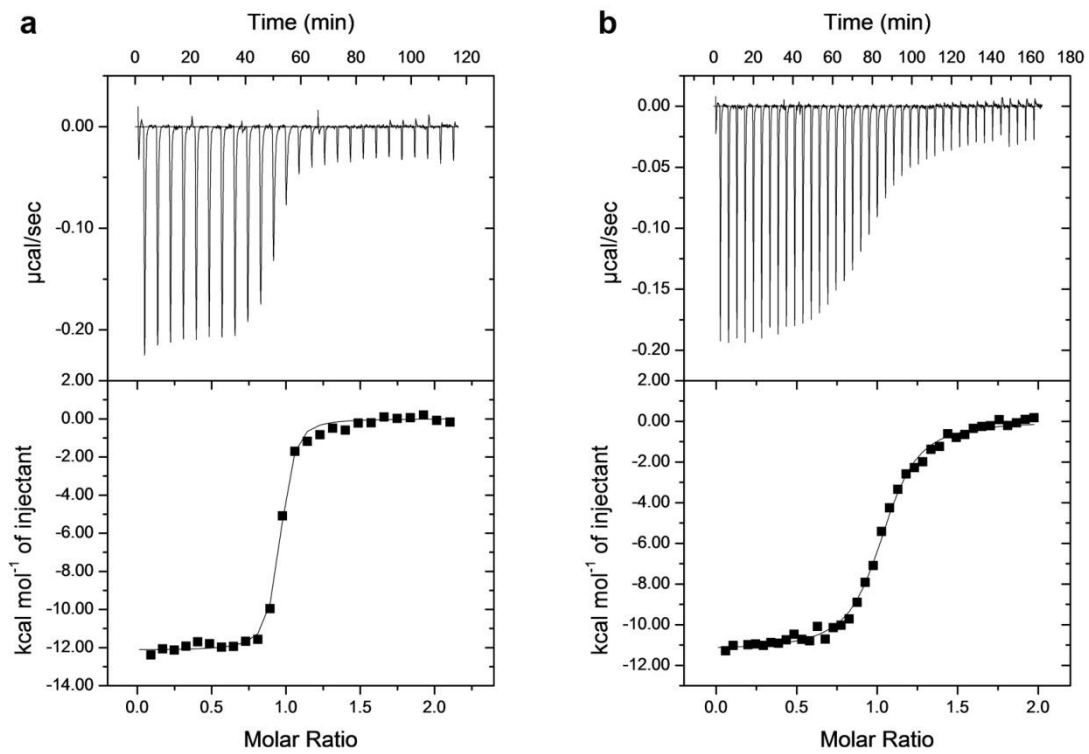 a
Time (min)
0 20 40 60 80 100 120
0.00
-0.10
-0.20
2.00
µcal/sec
0.00
-2.00
-4.00
-6.00
-8.00
-10.00
-12.00
-14.00
kcal mol⁻¹ of injectant
0.0 0.5 1.0 1.5 2.0
Molar Ratio
b
Time (min)
0 20 40 60 80 100 120 140 160 180
0.00
-0.05
-0.10
-0.15
-0.20
2.00
µcal/sec
0.00
-2.00
-4.00
-6.00
-8.00
-10.00
-12.00
kcal mol⁻¹ of injectant
0.0 0.5 1.0 1.5 2.0
Molar Ratio